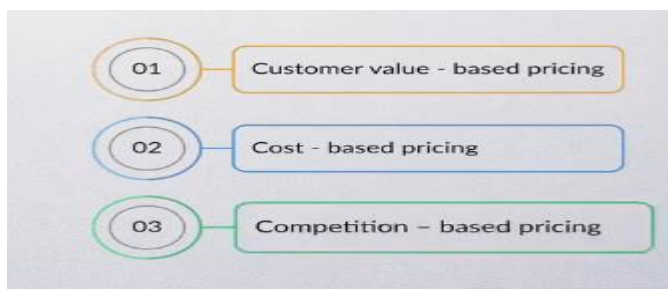 01 Customer value - based pricing
02 Cost - based pricing
03 Competition – based pricing